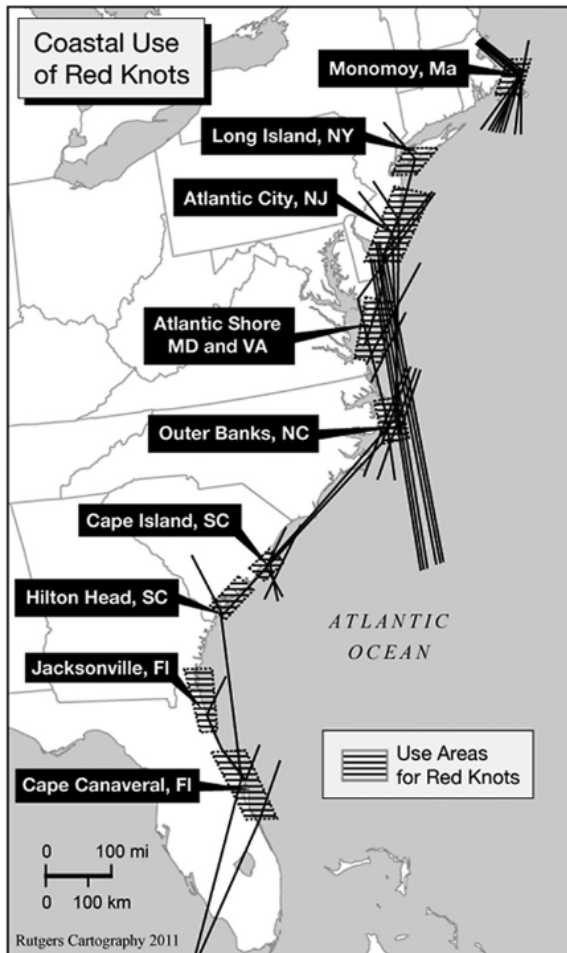 Coastal Use
of Red Knots
Monomoy, Ma
Long Island, NY
Atlantic City, NJ
Atlantic Shore
MD and VA
Outer Banks, NC
Cape Island, SC
Hilton Head, SC
ATLANTIC
OCEAN
Jacksonville, Fl
Use Areas
for Red Knots
Cape Canaveral, Fl
0 100 mi
0 100 km
Rutgers Cartography 2011